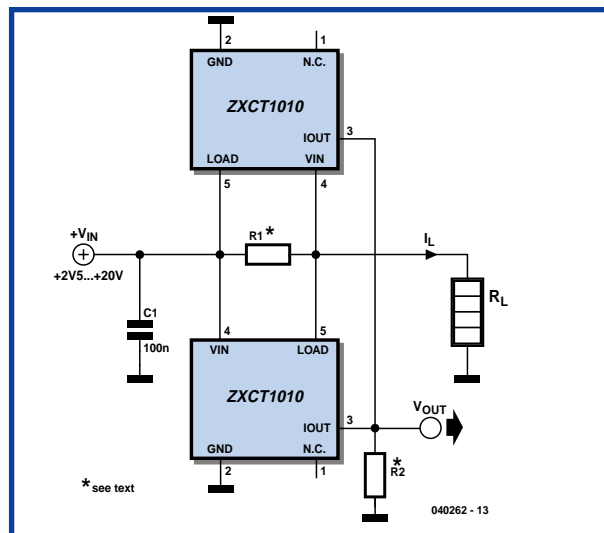 2
1
GND
N.C.
ZXCT1010
IOUT
3
LOAD
VIN
5
4
+VIN
R1*
IL
+2V5...+20V
RL
C1
100n
4
5
VIN
LOAD
ZXCT1010
VOUT
IOUT
3
GND
N.C.
2
1
*
R2
*see text
040262 - 13